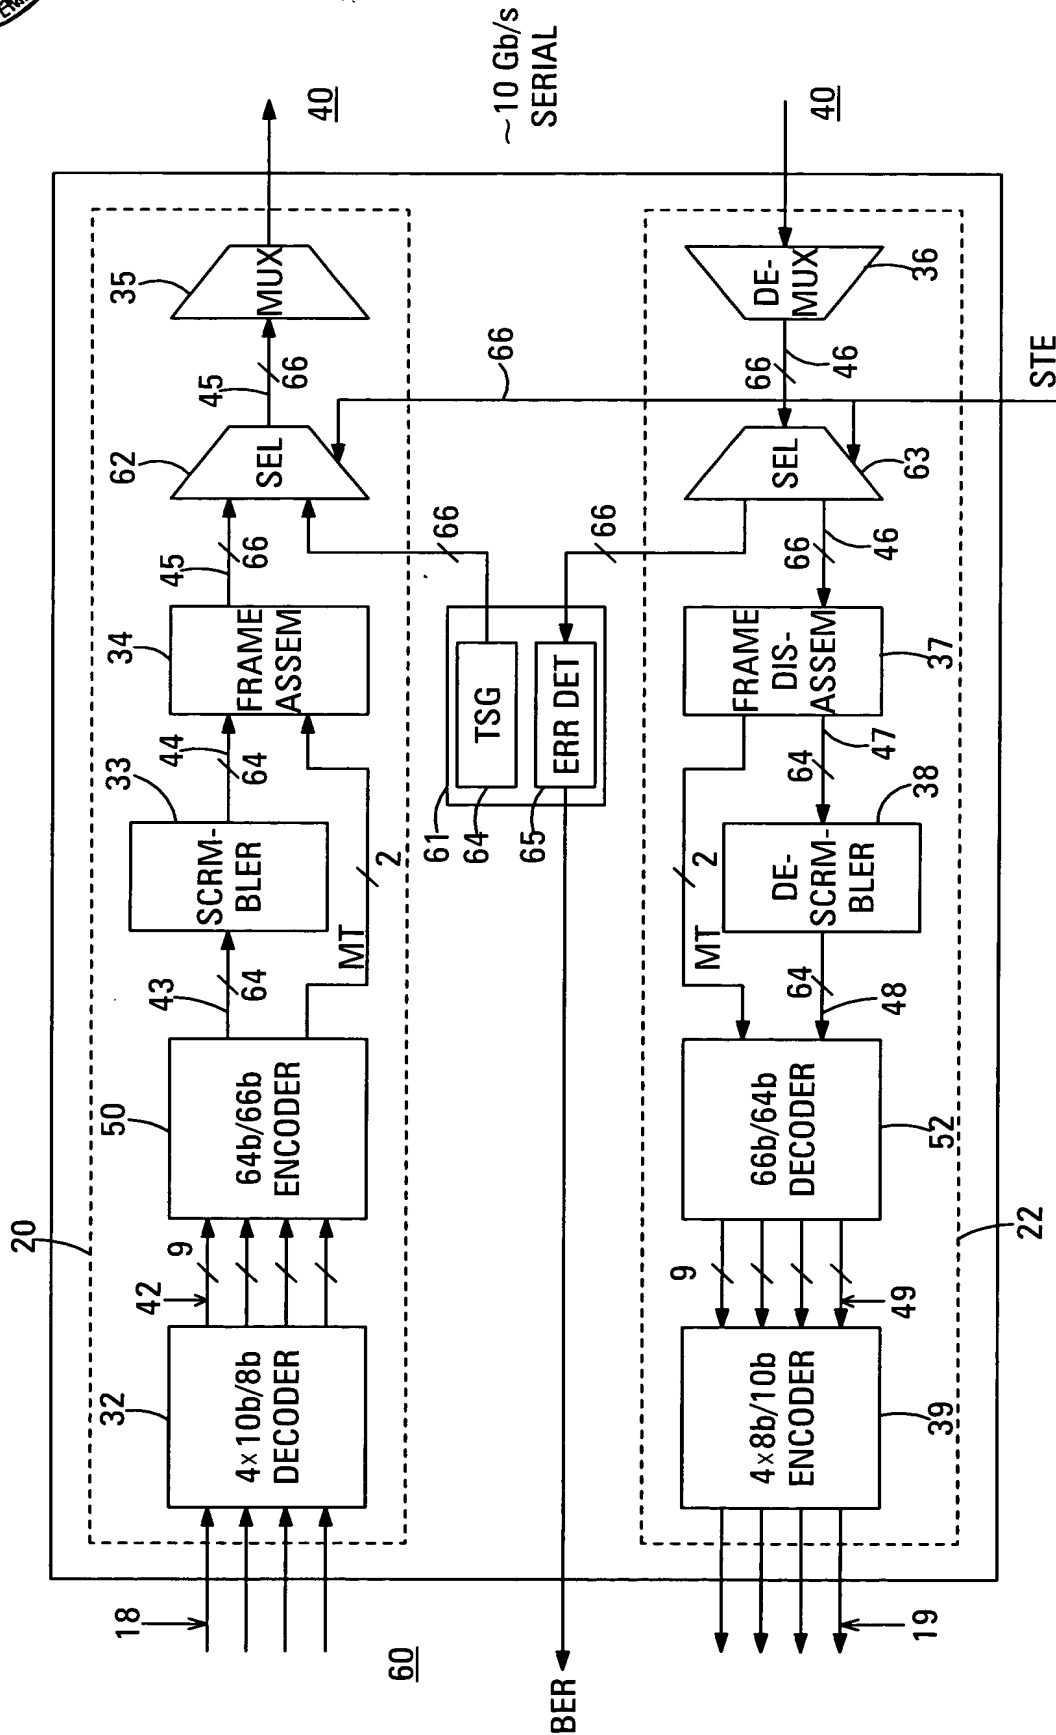 20
18
32
4×10b/8b
DECODER
42
9
50
64b/66b
ENCODER
43
64
MT
2
33
SCRM-
BLER
44
64
34
FRAME
ASSEM
45
66
62
SEL
45
66
35
MUX
40
~10 Gb/s
SERIAL
60
BER
61
64
TSG
65
ERR DET
66
66
66
STE
40
DE-
MUX
36
66
46
SEL
63
66
46
FRAME
DIS-
ASSEM
37
47
64
MT
2
DE-
SCRM-
BLER
38
64
48
66b/64b
DECODER
52
9
49
4×8b/10b
ENCODER
39
19
22